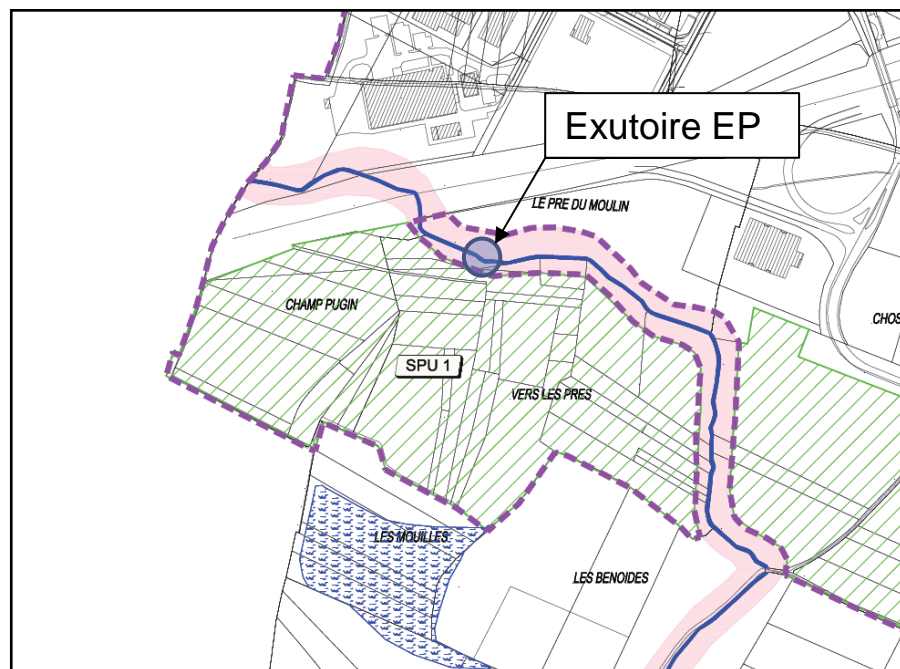 Exutoire EP
LE PRE DU MOULIN
CHAMP PUGIN
CHOS
SPU 1
VERS LES PRES
LES MOUILLES
LES BENOIDES